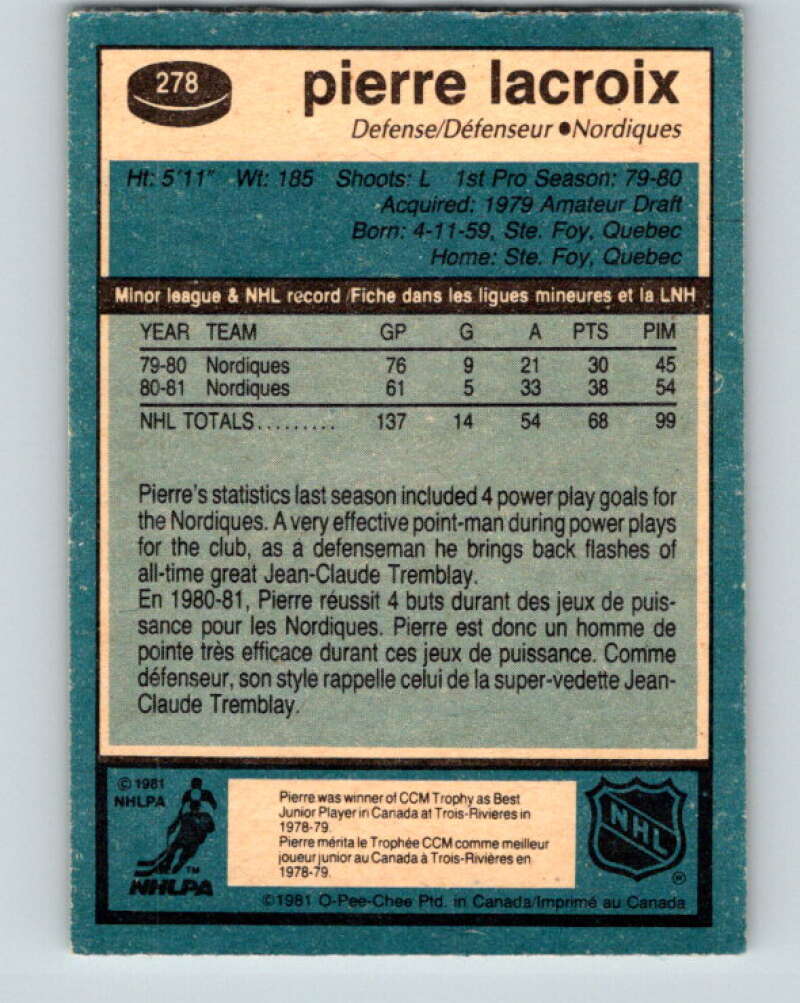 278
pierre lacroix
Defense/Défenseur ●Nordiques
Ht: 5'11" Wt: 185 Shoots: L 1st Pro Season: 79-80
Acquired: 1979 Amateur Draft
Born: 4-11-59, Ste. Foy, Quebec
Home: Ste. Foy, Quebec
Minor league & NHL record/Fiche dans les ligues mineures et la LNH
YEAR TEAM GP G A PTS PIM
79-80 Nordiques 76 9 21 30 45
80-81 Nordiques 61 5 33 38 54
NHL TOTALS......... 137 14 54 68 99
Pierre's statistics last season included 4 power play goals for
the Nordiques. A very effective point-man during power plays
for the club, as a defenseman he brings back flashes of
all-time great Jean-Claude Tremblay.
En 1980-81, Pierre réussit 4 buts durant des jeux de puis-
sance pour les Nordiques. Pierre est donc un homme de
pointe très efficace durant ces jeux de puissance. Comme
défenseur, son style rappelle celui de la super-vedette Jean-
Claude Tremblay.
© 1981
NHLPA
TM
NHLPA
Pierre was winner of CCM Trophy as Best
Junior Player in Canada at Trois-Rivieres in
1978-79.
Pierre mérita le Trophée CCM comme meilleur
joueur junior au Canada à Trois-Rivières en
1978-79.
NHL
®
©1981 O-Pee-Chee Ptd. in Canada/Imprimé au Canada